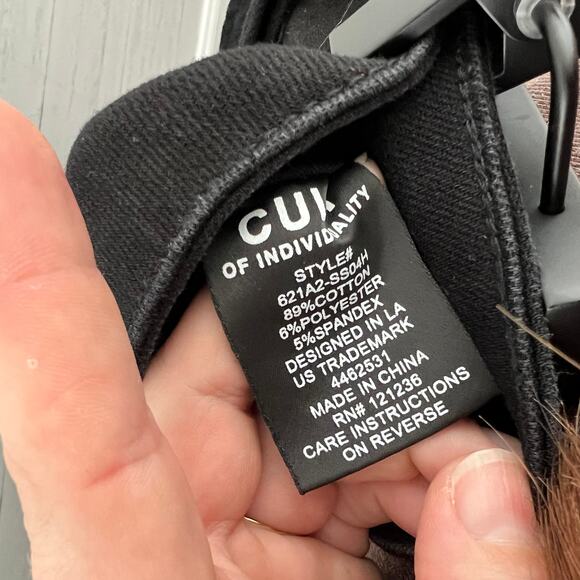 OF INDIVIDUALITY
STYLE#
621A2-SS04H
89%COTTON
6%POLYESTER
5%SPANDEX
DESIGNED IN LA
US TRADEMARK
4462531
MADE IN CHINA
RN# 121236
CARE INSTRUCTIONS
ON REVERSE